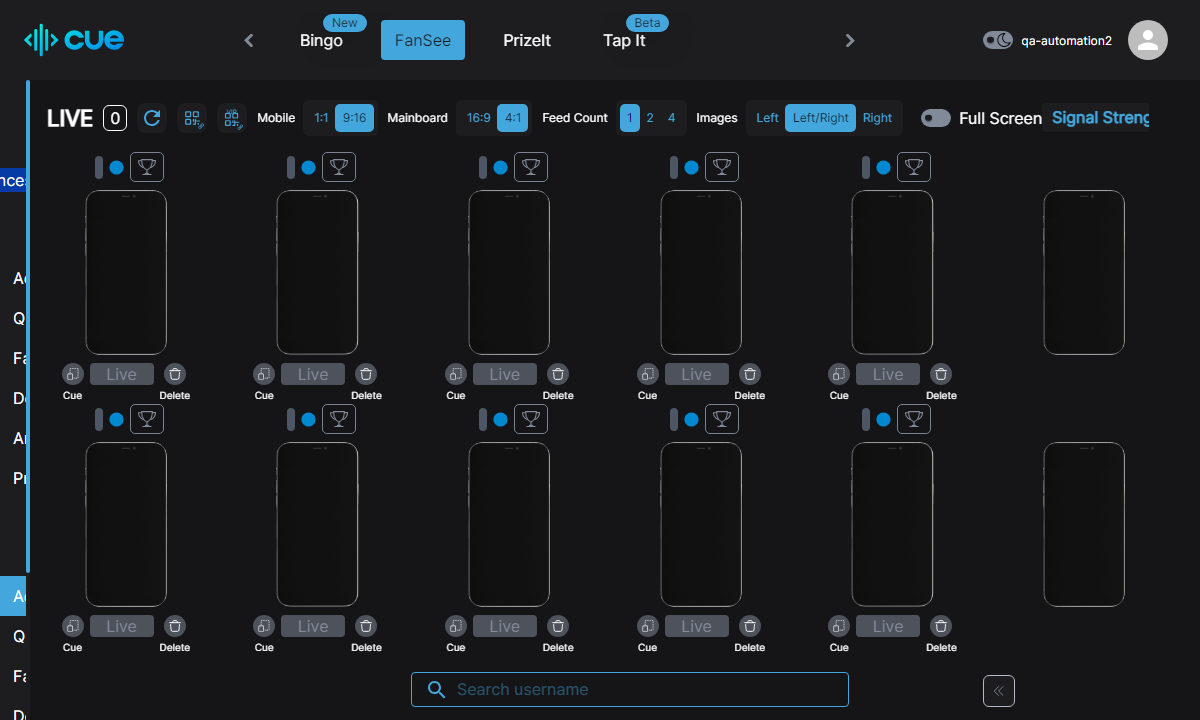 cue
Bingo
New
FanSee
PrizeIt
Tap It
Beta
qa-automation2
LIVE 0
Mobile 1:1 9:16
Mainboard 16:9 4:1
Feed Count 1 2 4
Images Left Left/Right Right
Full Screen
Signal Streng
nces
Ac
Q
Fa
De
An
Pr
Ac
Q
Fa
De
Live Live Live Live Live
Cue Delete Cue Delete Cue Delete Cue Delete Cue Delete
Live Live Live Live Live
Cue Delete Cue Delete Cue Delete Cue Delete Cue Delete
Search username